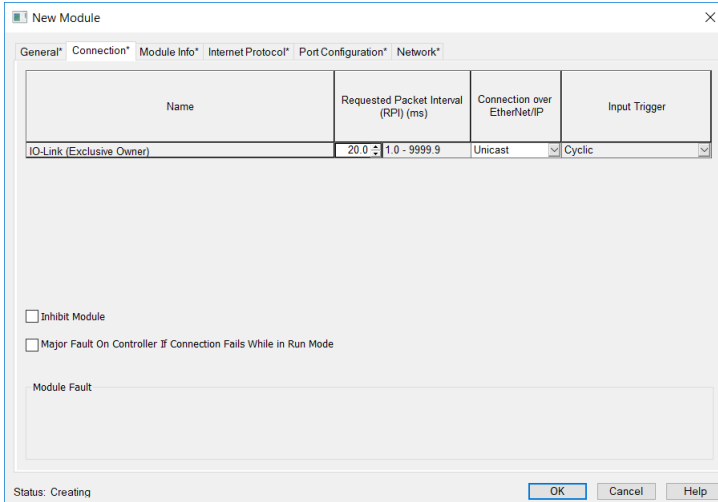 New Module
General* Connection* Module Info* Internet Protocol* Port Configuration* Network*
Name
Requested Packet Interval
(RPI) (ms)
Connection over
EtherNet/IP
Input Trigger
IO-Link (Exclusive Owner) 20.0 1.0 - 9999.9 Unicast Cyclic
Inhibit Module
Major Fault On Controller If Connection Fails While in Run Mode
Module Fault
Status: Creating OK Cancel Help